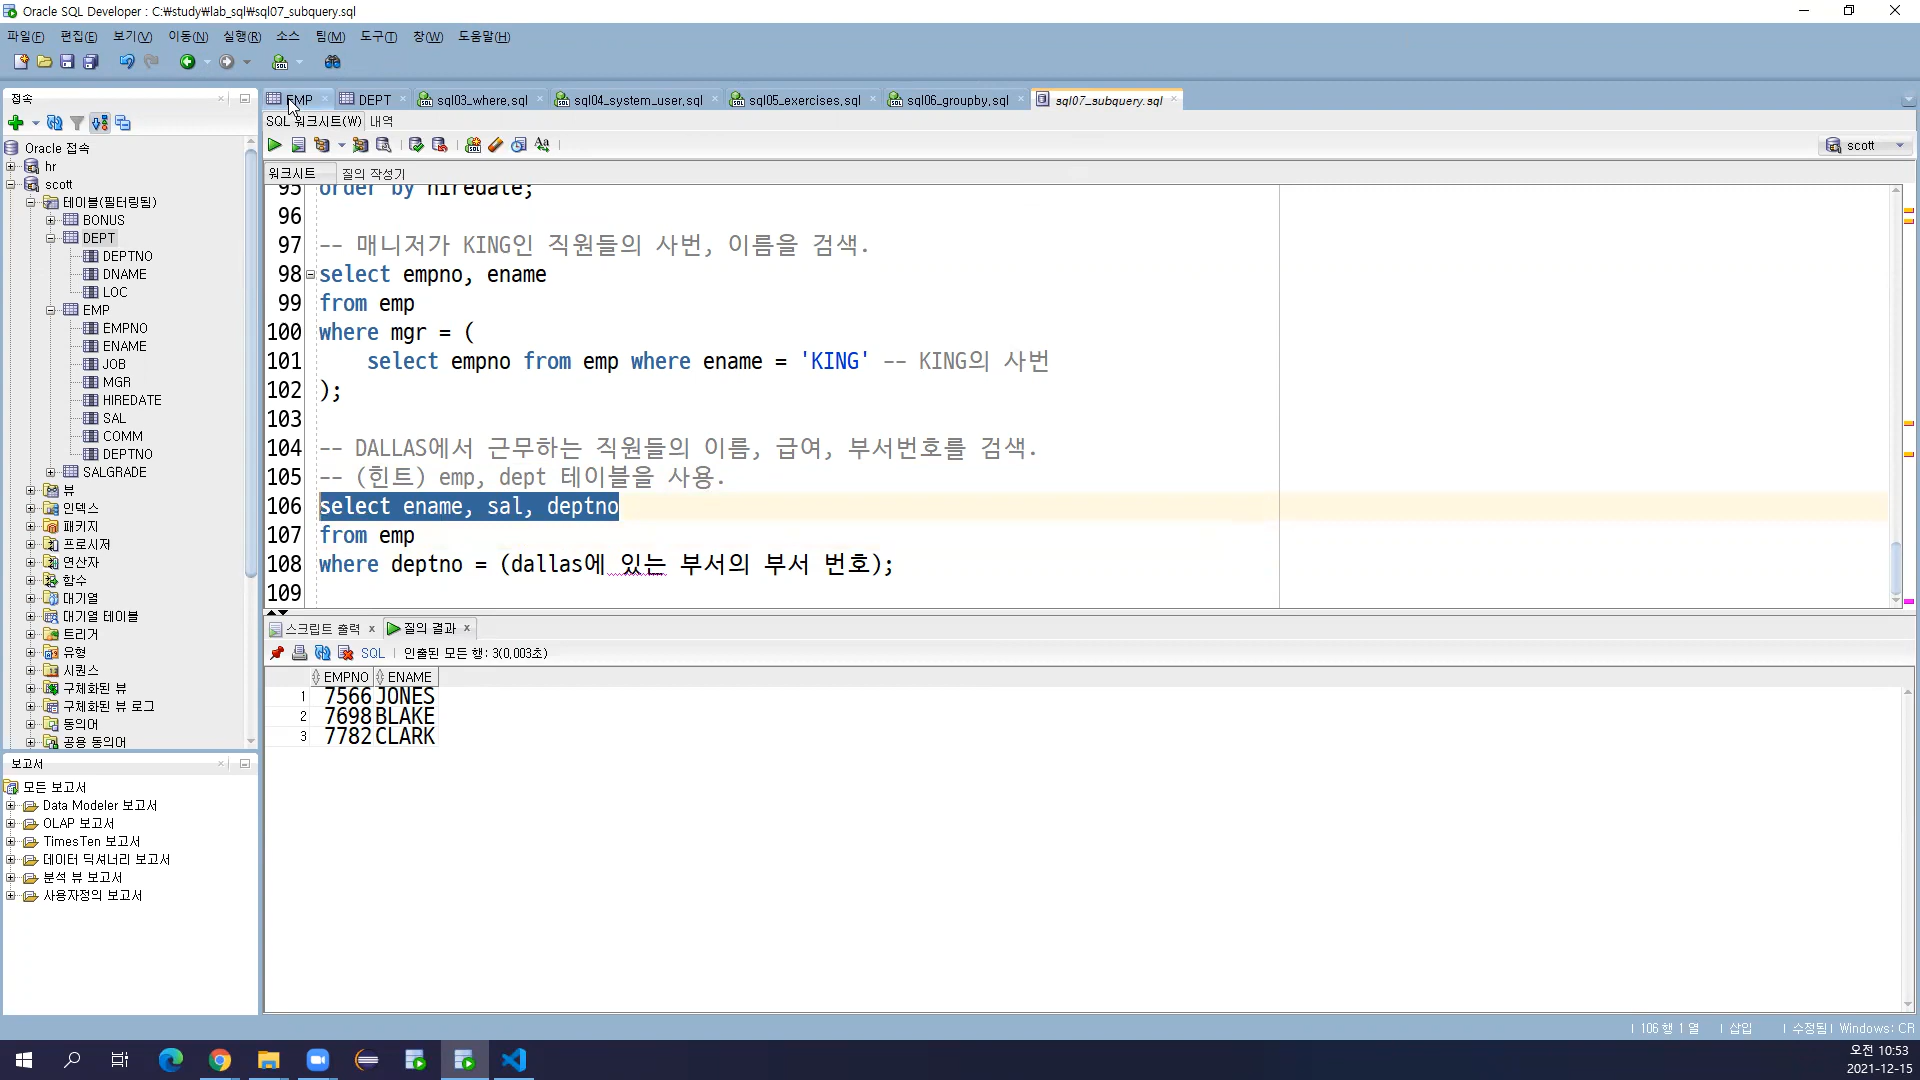 Oracle SQL Developer : C:\study\lab_sql\sql07_subquery.sql
파일(F) 편집(E) 보기(V) 이동(N) 실행(R) 소스 팀(M) 도구(T) 창(W) 도움말(H)
접속
EMP DEPT sql03_where.sql sql04_system_user.sql sql05_exercises.sql sql06_groupby.sql sql07_subquery.sql
SQL 워크시트(W) 내역
scott
워크시트 질의 작성기
Oracle 접속
hr
scott
테이블(필터링됨)
BONUS
DEPT
DEPTNO
DNAME
LOC
EMP
EMPNO
ENAME
JOB
MGR
HIREDATE
SAL
COMM
DEPTNO
SALGRADE
뷰
인덱스
패키지
프로시저
연산자
함수
대기열
대기열 테이블
트리거
유형
시퀀스
구체화된 뷰
구체화된 뷰 로그
동의어
공용 동의어
95 order by hiredate;
96
97 -- 매니저가 KING인 직원들의 사번, 이름을 검색.
98 select empno, ename
99 from emp
100 where mgr = (
101 select empno from emp where ename = 'KING' -- KING의 사번
102 );
103
104 -- DALLAS에서 근무하는 직원들의 이름, 급여, 부서번호를 검색.
105 -- (힌트) emp, dept 테이블을 사용.
106 select ename, sal, deptno
107 from emp
108 where deptno = (dallas에 있는 부서의 부서 번호);
109
스크립트 출력 x 질의 결과 x
SQL | 인출된 모든 행: 3(0,003초)
EMPNO ENAME
1 7566 JONES
2 7698 BLAKE
3 7782 CLARK
보고서
모든 보고서
Data Modeler 보고서
OLAP 보고서
TimesTen 보고서
데이터 딕셔너리 보고서
분석 뷰 보고서
사용자정의 보고서
106 행 1 열 | 삽입 | 수정됨 | Windows: CR
오전 10:53
2021-12-15